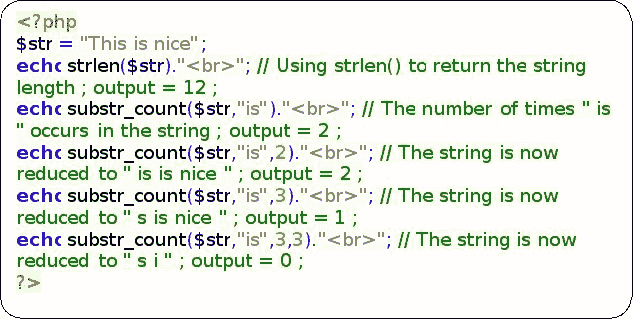 <?php
$str = "This is nice";
echo strlen($str)."<br>"; // Using strlen() to return the string
length ; output = 12 ;
echo substr_count($str,"is")."<br>"; // The number of times " is
" occurs in the string ; output = 2 ;
echo substr_count($str,"is",2)."<br>"; // The string is now
reduced to " is is nice " ; output = 2 ;
echo substr_count($str,"is",3)."<br>"; // The string is now
reduced to " s is nice " ; output = 1 ;
echo substr_count($str,"is",3,3)."<br>"; // The string is now
reduced to " s i " ; output = 0 ;
?>